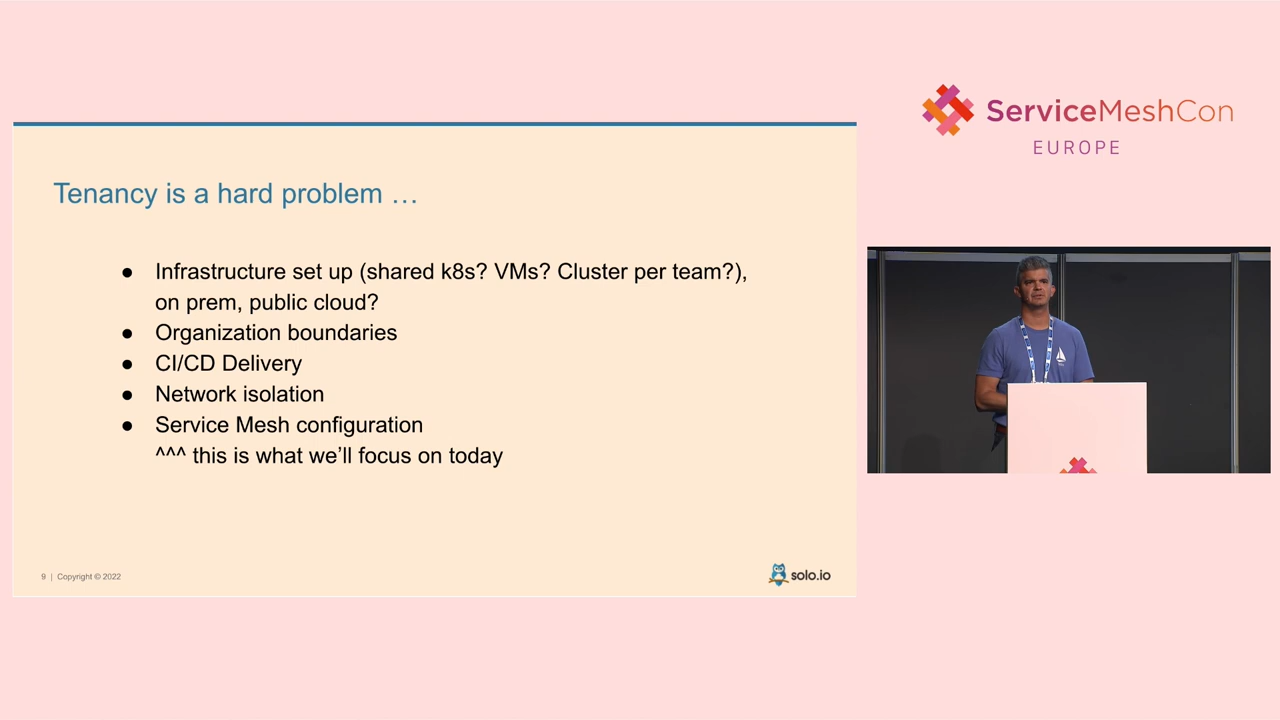 ServiceMeshCon
EUROPE
Tenancy is a hard problem …
● Infrastructure set up (shared k8s? VMs? Cluster per team?),
on prem, public cloud?
● Organization boundaries
● CI/CD Delivery
● Network isolation
● Service Mesh configuration
^^^ this is what we’ll focus on today
9 | Copyright © 2022
solo.io